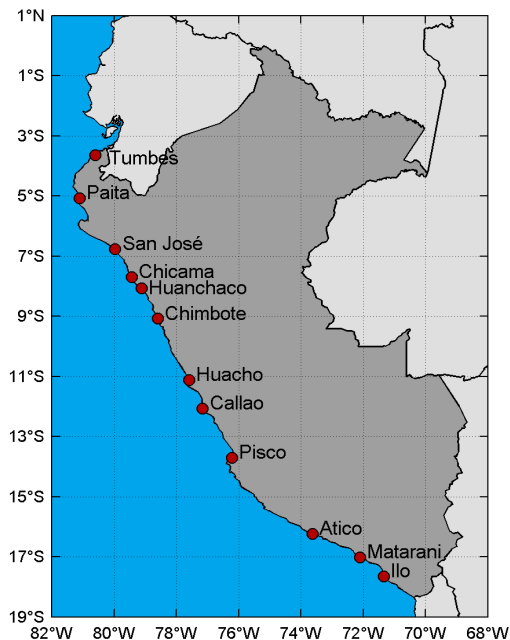 1°N
1°S
3°S
Tumbes
5°S
Paita
San José
7°S
Chicama
Huanchaco
9°S
Chimbote
11°S
Huacho
Callao
13°S
Pisco
15°S
Atico
17°S
Matarani
Ilo
19°S
82°W 80°W 78°W 76°W 74°W 72°W 70°W 68°W